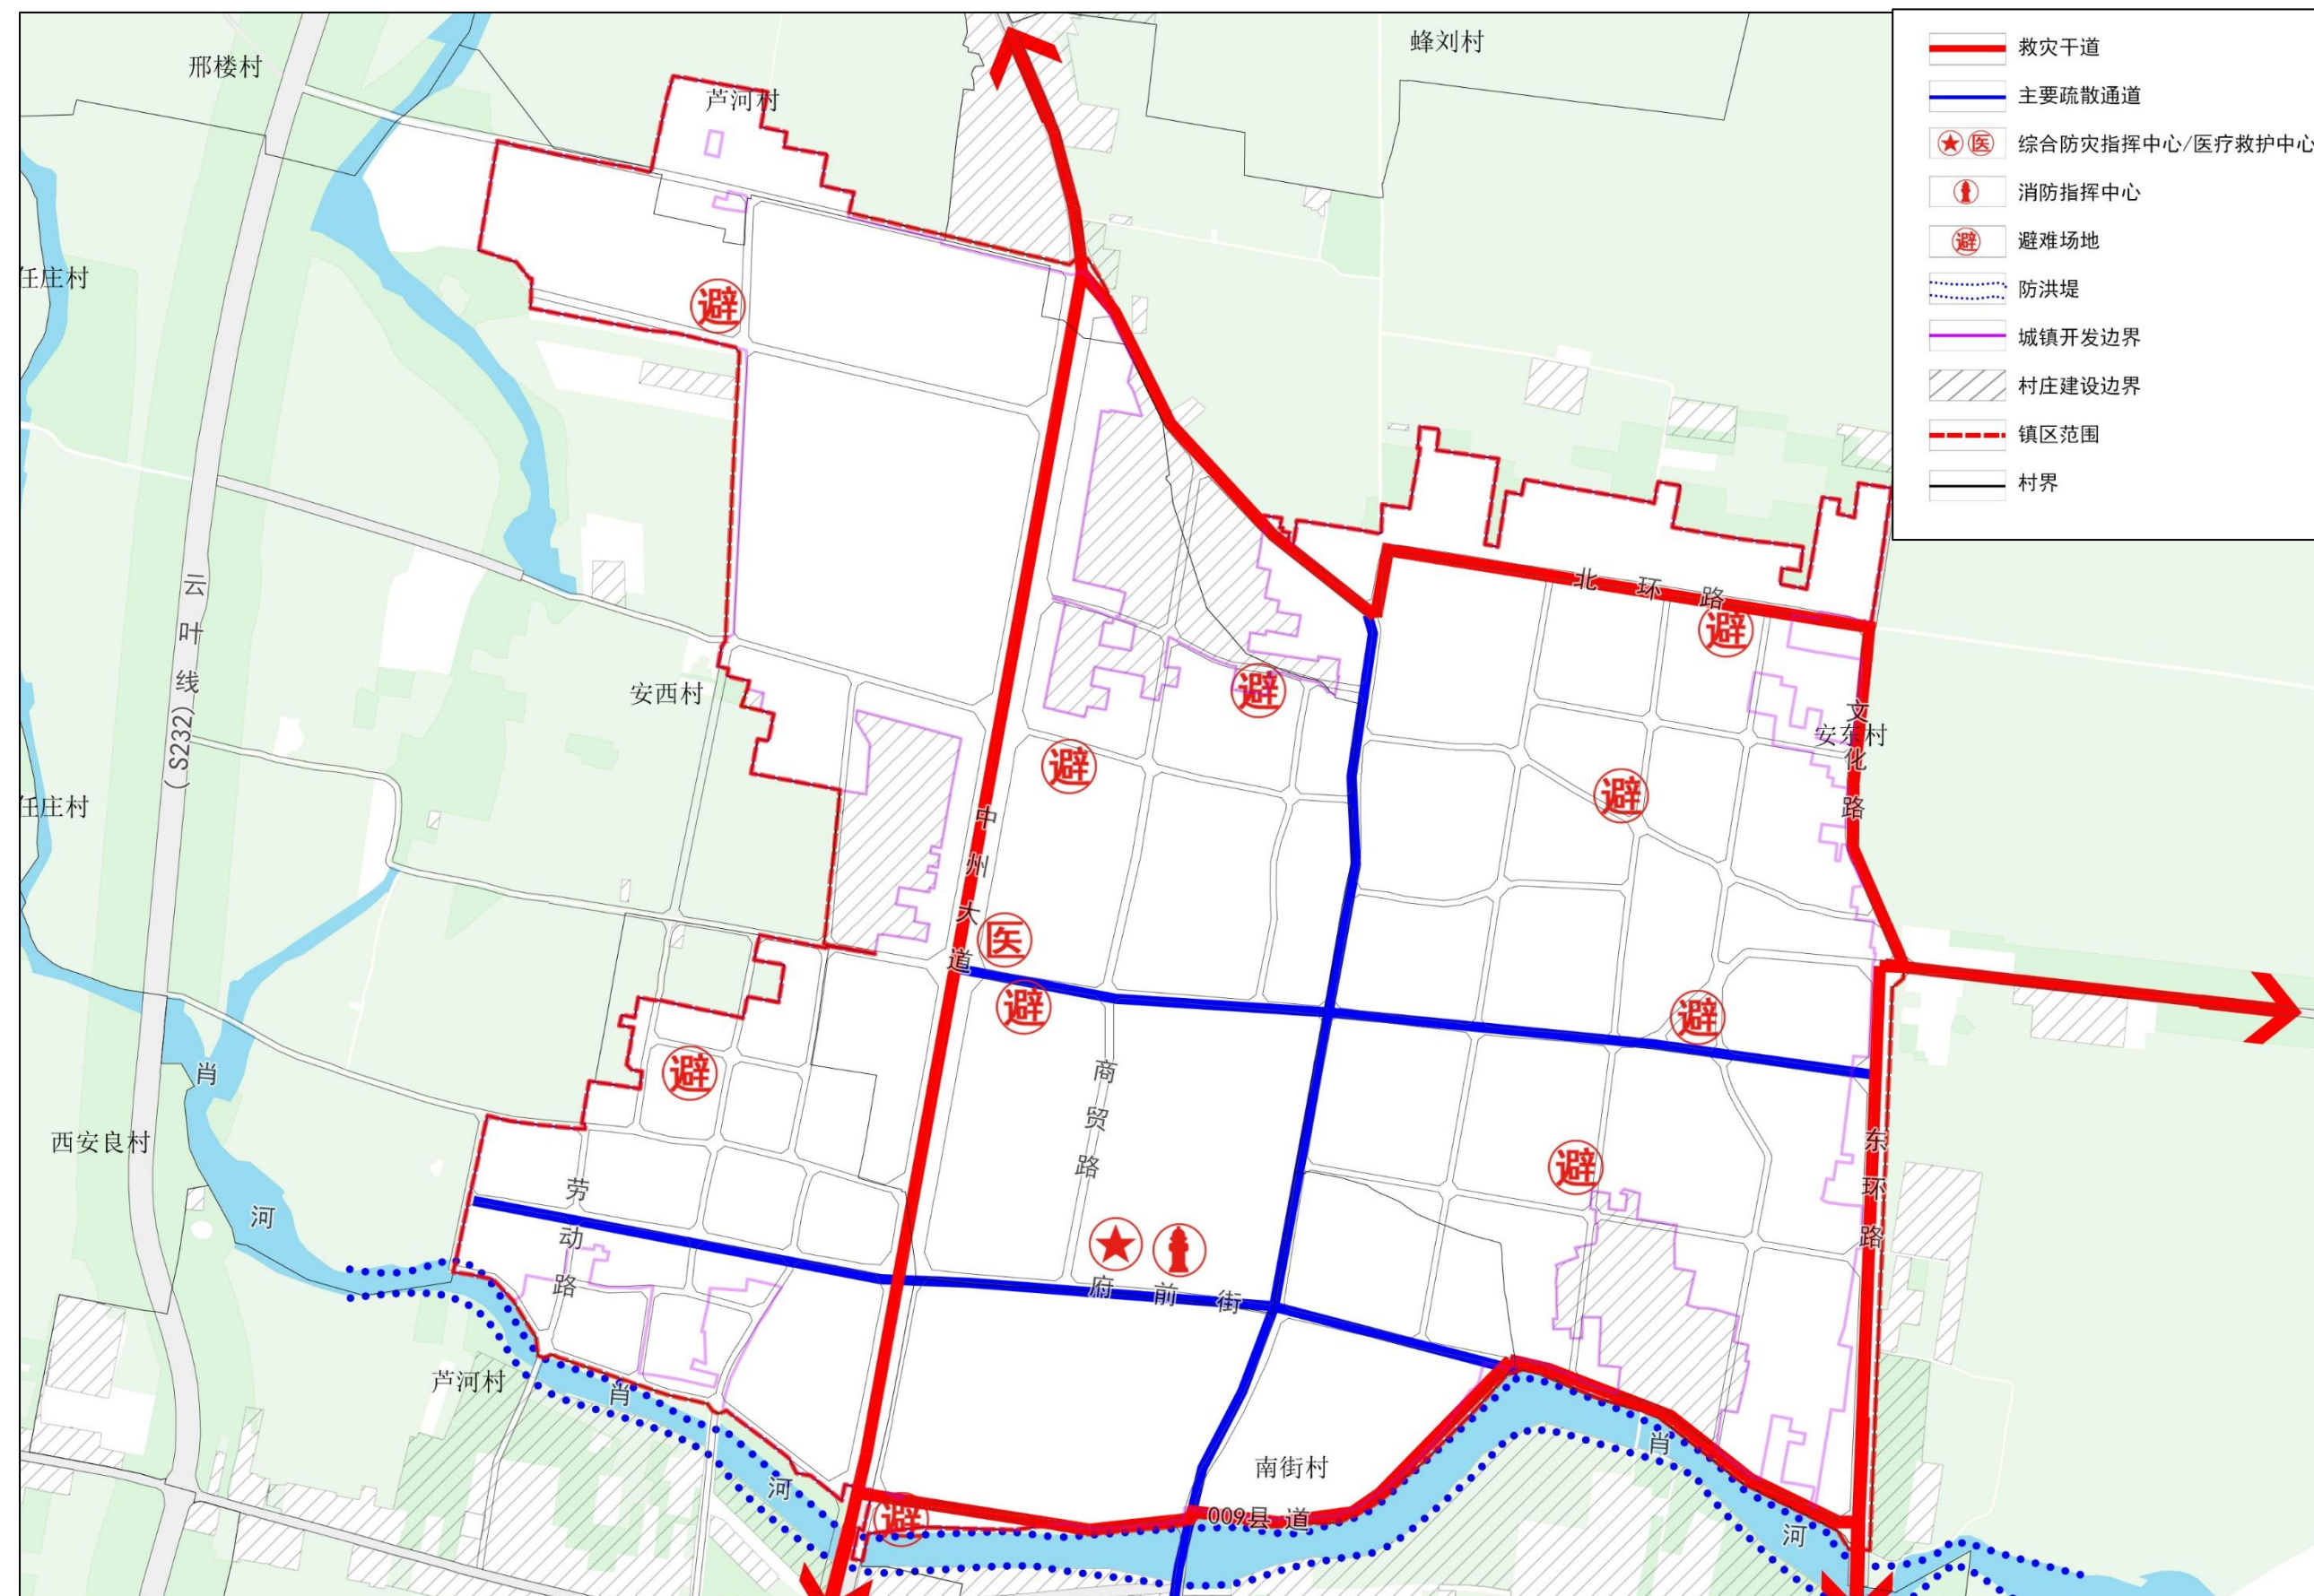 邢楼村
芦河村
蜂刘村
任庄村
避
云叶线(S232)
安西村
北环路
避
避
避
文化路
安东村
避
任庄村
中州大道
医
避
避
避
肖河
商贸路
西安良村
劳动路
避
东环路
府前街
芦河村
肖河
南街村
009县道
避
肖河
救灾干道
主要疏散通道
医
综合防灾指挥中心/医疗救护中心
消防指挥中心
避
避难场地
防洪堤
城镇开发边界
村庄建设边界
镇区范围
村界